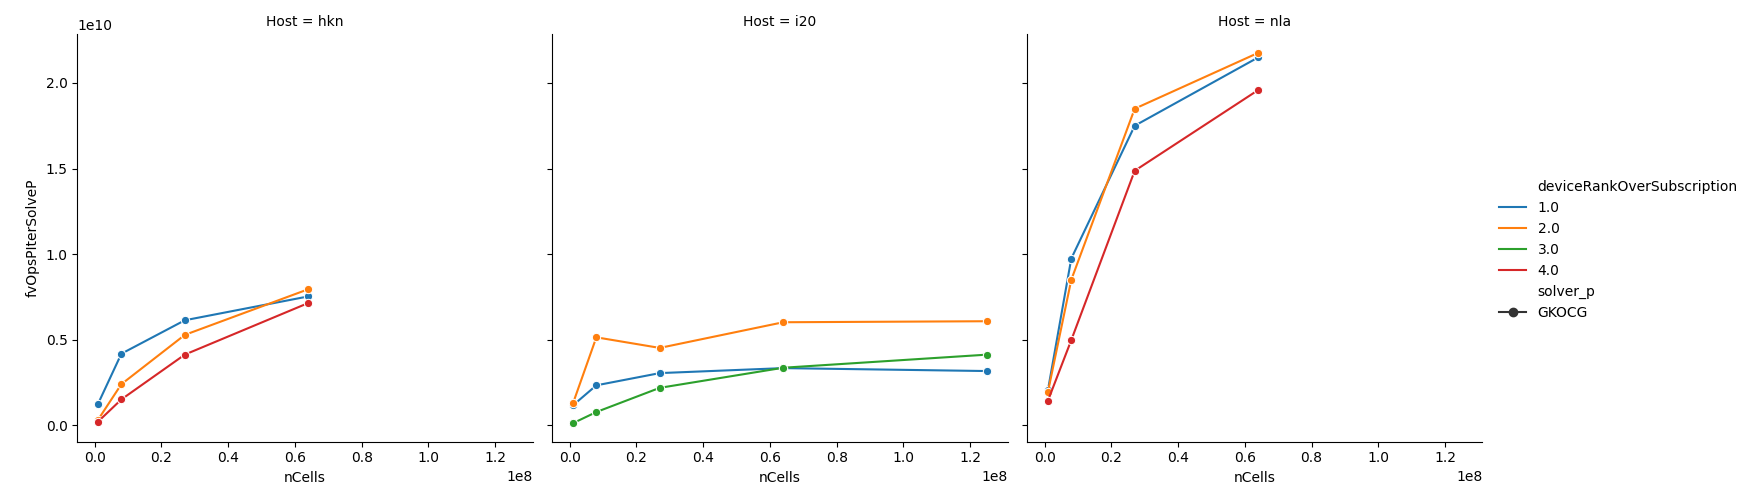 Host = hkn
Host = i20
Host = nla
1e10
2.0
1.5
1.0
0.5
0.0
fvOpsPIterSolveP
0.0 0.2 0.4 0.6 0.8 1.0 1.2
nCells
1e8
0.0 0.2 0.4 0.6 0.8 1.0 1.2
nCells
1e8
0.0 0.2 0.4 0.6 0.8 1.0 1.2
nCells
1e8
deviceRankOverSubscription
1.0
2.0
3.0
4.0
solver_p
GKOCG